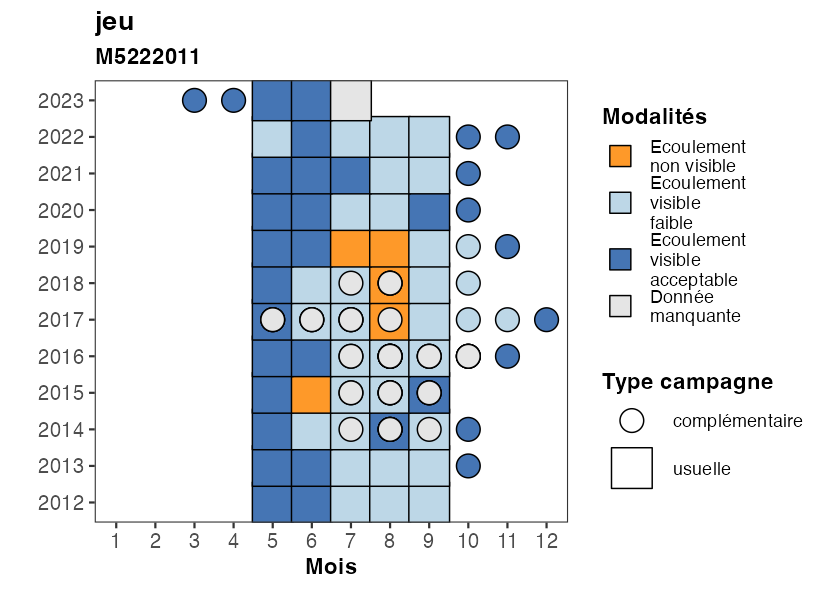 jeu
M5222011
2023
2022
2021
2020
2019
2018
2017
2016
2015
2014
2013
2012
1 2 3 4 5 6 7 8 9 10 11 12
Mois
Modalités
Ecoulement
non visible
Ecoulement
visible
faible
Ecoulement
visible
acceptable
Donnée
manquante
Type campagne
complémentaire
usuelle